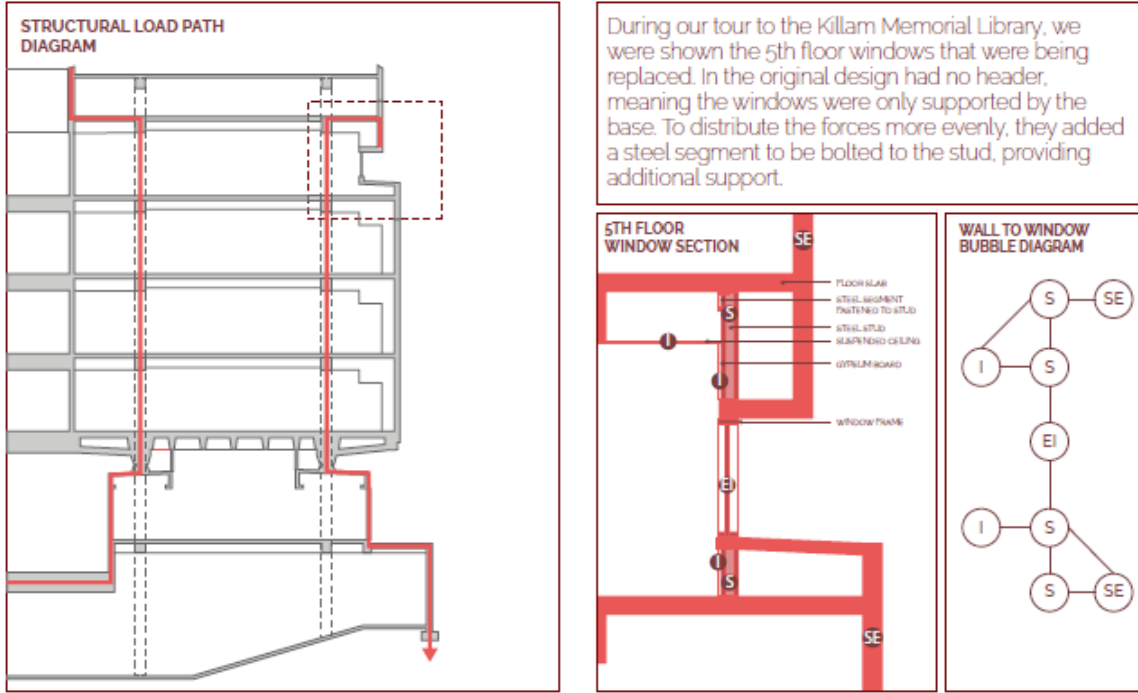 STRUCTURAL LOAD PATH
DIAGRAM
During our tour to the Killam Memorial Library, we
were shown the 5th floor windows that were being
replaced. In the original design had no header,
meaning the windows were only supported by the
base. To distribute the forces more evenly, they added
a steel segment to be bolted to the stud, providing
additional support.
5TH FLOOR
WINDOW SECTION
SE
FLOOR SLAB
STEEL SEGMENT
FASTENED TO STUD
S
STEEL STUD
SUSPENDED CEILING
I
GYPSUM BOARD
I
WINDOW FRAME
EI
I
S
SE
WALL TO WINDOW
BUBBLE DIAGRAM
S SE
I S
EI
I S
S SE